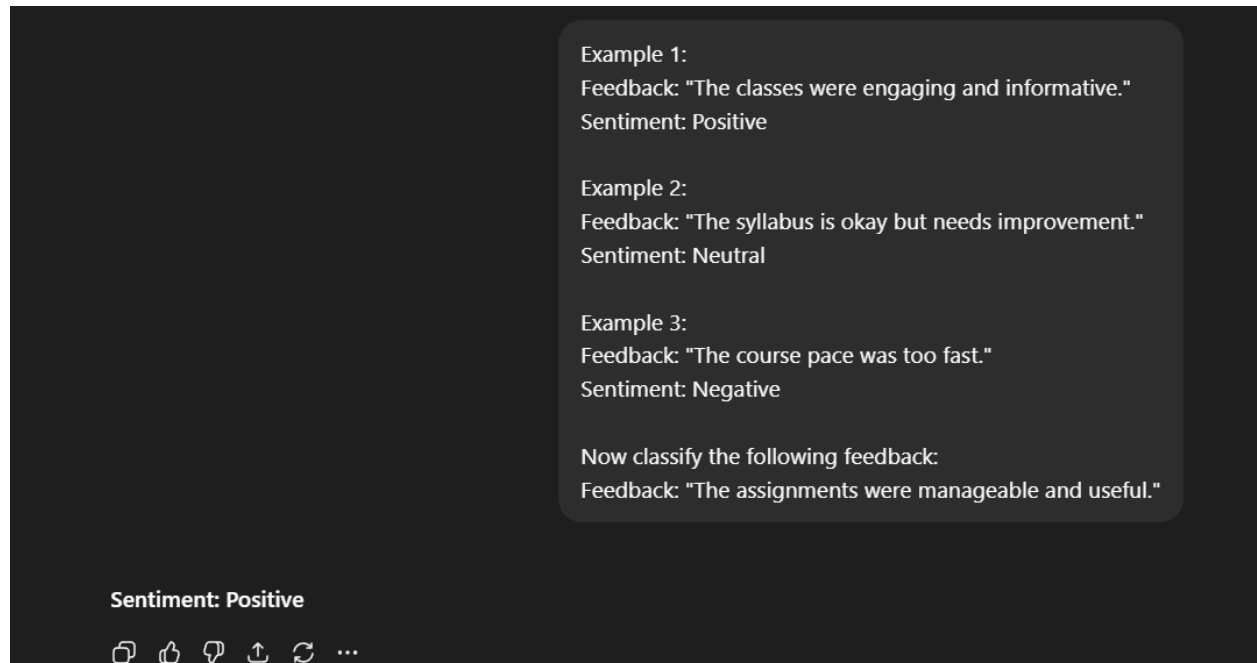 Example 1:
Feedback: "The classes were engaging and informative."
Sentiment: Positive
Example 2:
Feedback: "The syllabus is okay but needs improvement."
Sentiment: Neutral
Example 3:
Feedback: "The course pace was too fast."
Sentiment: Negative
Now classify the following feedback:
Feedback: "The assignments were manageable and useful."
Sentiment: Positive